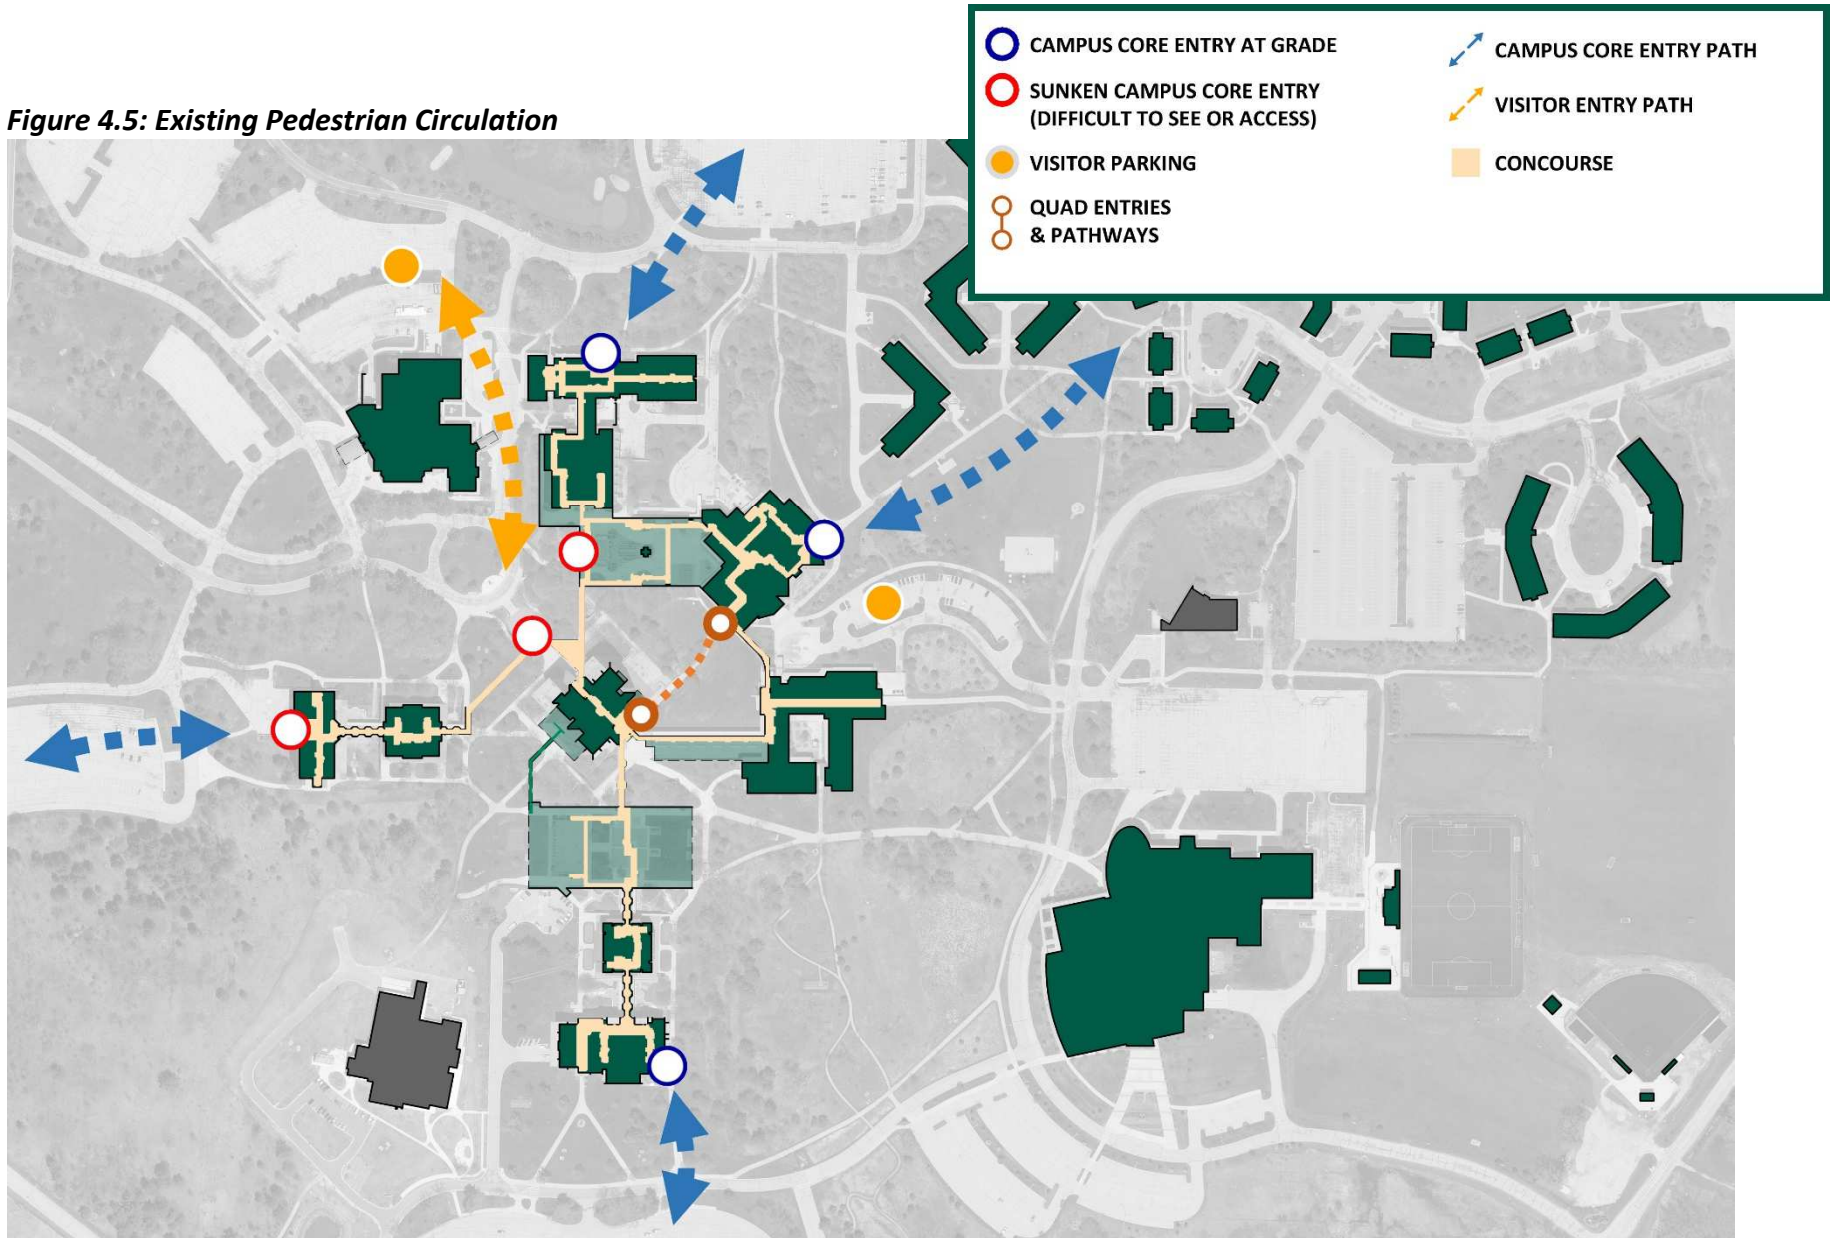 Figure 4.5: Existing Pedestrian Circulation
CAMPUS CORE ENTRY AT GRADE
SUNKEN CAMPUS CORE ENTRY
(DIFFICULT TO SEE OR ACCESS)
VISITOR PARKING
QUAD ENTRIES
& PATHWAYS
CAMPUS CORE ENTRY PATH
VISITOR ENTRY PATH
CONCOURSE